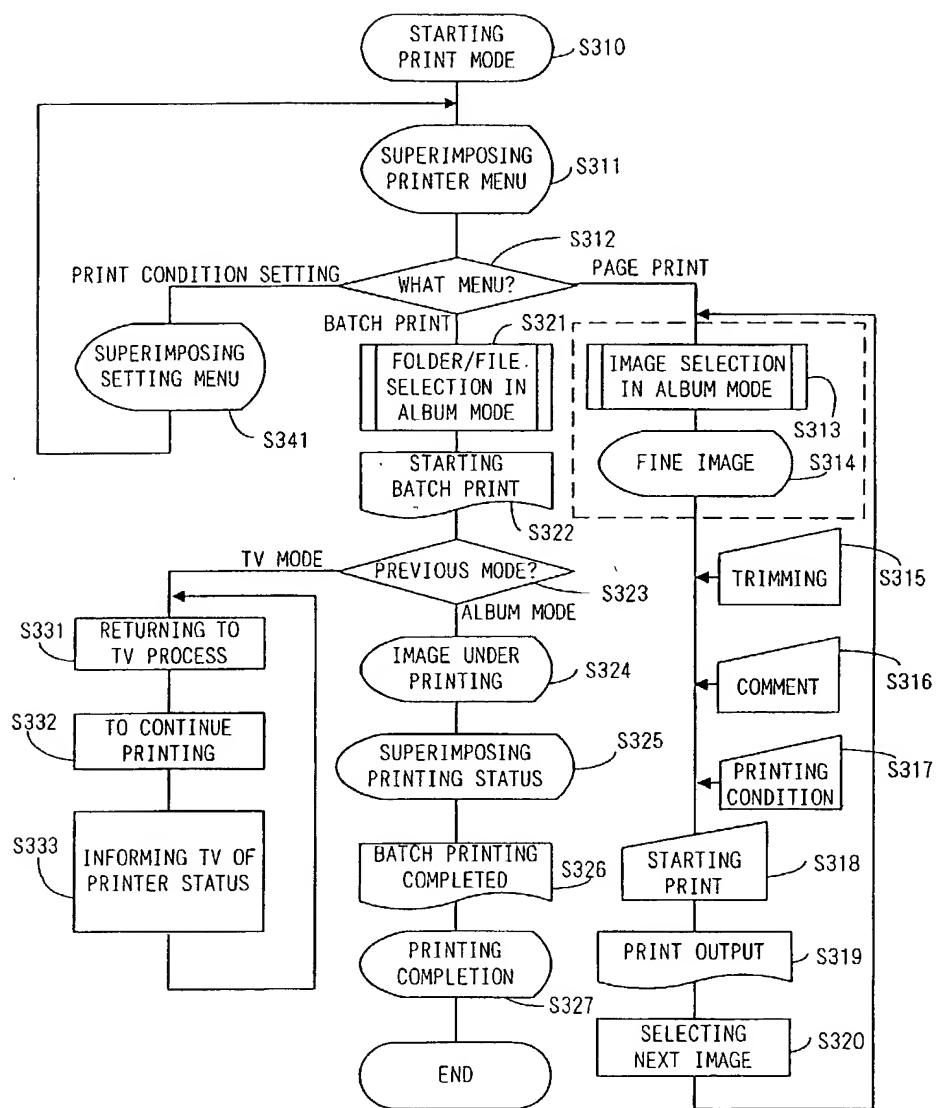 STARTING
PRINT MODE
S310
SUPERIMPOSING
PRINTER MENU
S311
S312
PRINT CONDITION SETTING
WHAT MENU?
PAGE PRINT
BATCH PRINT
S321
SUPERIMPOSING
SETTING MENU
S341
FOLDER/FILE
SELECTION IN
ALBUM MODE
IMAGE SELECTION
IN ALBUM MODE
S313
FINE IMAGE
S314
STARTING
BATCH PRINT
S322
TV MODE
PREVIOUS MODE?
S323
ALBUM MODE
TRIMMING
S315
S331
RETURNING TO
TV PROCESS
IMAGE UNDER
PRINTING
S324
COMMENT
S316
S332
TO CONTINUE
PRINTING
SUPERIMPOSING
PRINTING STATUS
S325
PRINTING
CONDITION
S317
S333
INFORMING TV OF
PRINTER STATUS
BATCH PRINTING
COMPLETED
S326
STARTING
PRINT
S318
PRINTING
COMPLETION
S327
PRINT OUTPUT
S319
SELECTING
NEXT IMAGE
S320
END